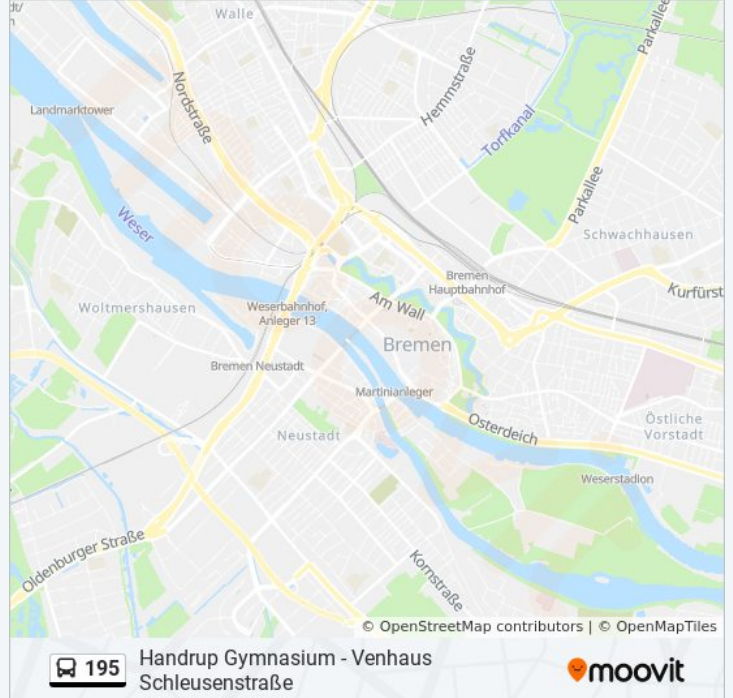 dt/
Walle
Parkallee
Nordstraße
Hemmstraße
Landmarktower
Torfkanal
Parkallee
Weser
Schwachhausen
Bremen
Hauptbahnhof
Kurfürst
Woltmershausen
Weserbahnhof,
Anleger 13
Am Wall
Bremen
Bremen Neustadt
Martinianleger
Osterdeich
Östliche
Vorstadt
Neustadt
Weserstadion
Oldenburger Straße
Kornstraße
© OpenStreetMap contributors | © OpenMapTiles
195
Handrup Gymnasium - Venhaus
Schleusenstraße
moovit